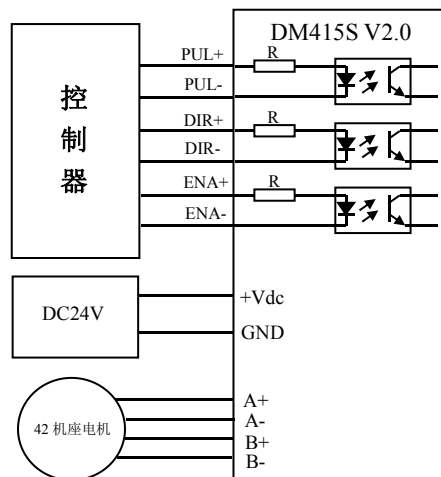 DM415S V2.0
控制器
PUL+
R
PUL-
DIR+
R
DIR-
ENA+
R
ENA-
DC24V
+Vdc
GND
42 机座电机
A+
A-
B+
B-